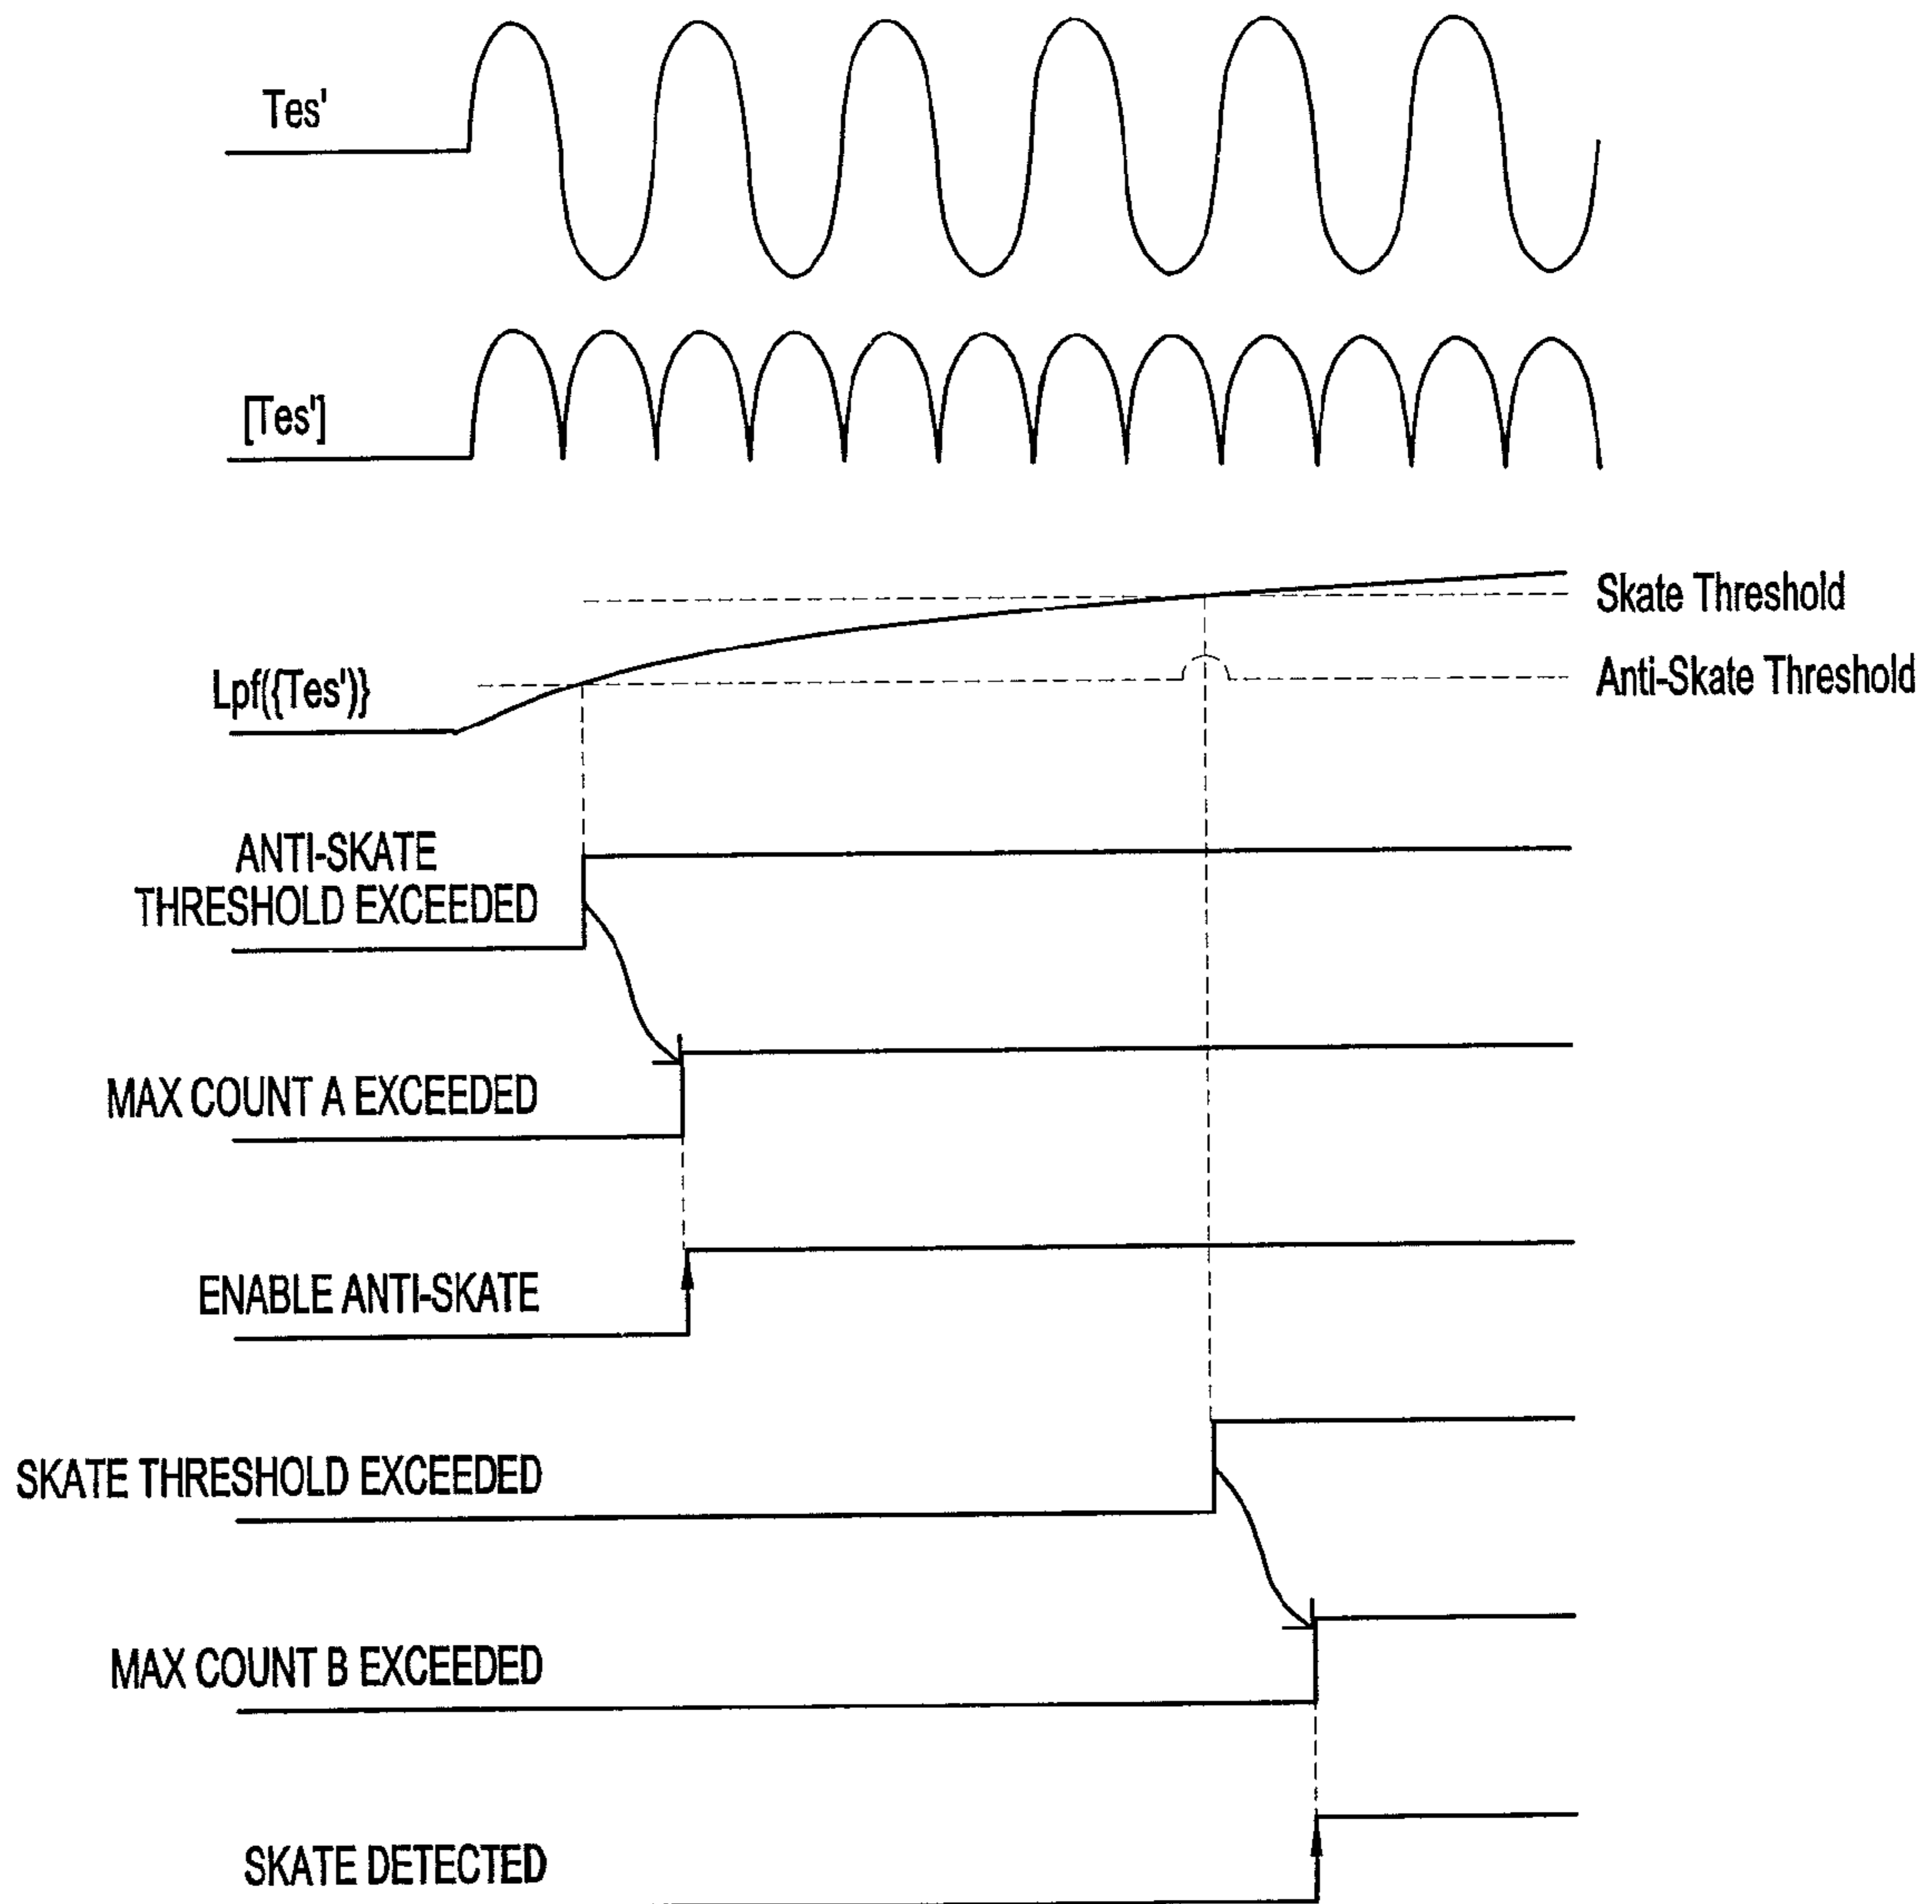 Tes'
[Tes']
Skate Threshold
Lpf({Tes')}
Anti-Skate Threshold
ANTI-SKATE
THRESHOLD EXCEEDED
MAX COUNT A EXCEEDED
ENABLE ANTI-SKATE
SKATE THRESHOLD EXCEEDED
MAX COUNT B EXCEEDED
SKATE DETECTED